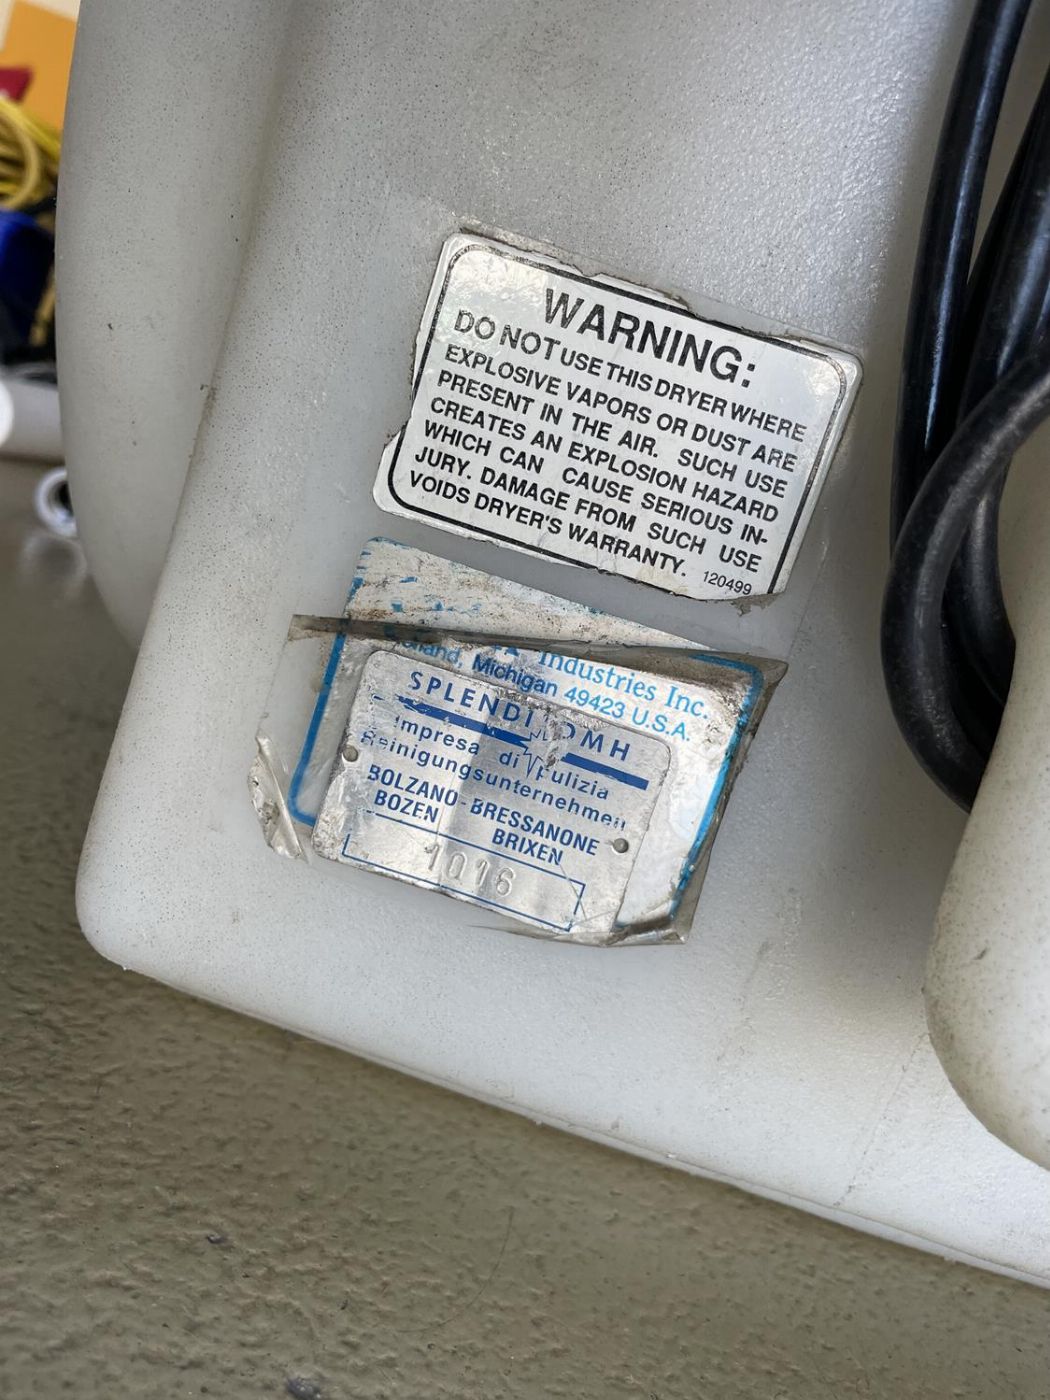 WARNING:
DO NOT USE THIS DRYER WHERE
EXPLOSIVE VAPORS OR DUST ARE
PRESENT IN THE AIR. SUCH USE
CREATES AN EXPLOSION HAZARD
WHICH CAN CAUSE SERIOUS IN-
JURY. DAMAGE FROM SUCH USE
VOIDS DRYER'S WARRANTY.
120499
Industries Inc.
Michigan 49423 U.S.A.
GMBH
Impresa di pulizia
Reinigungsunternehmen
BOLZANO-BRESSANONE
BOZEN BRIXEN
1016